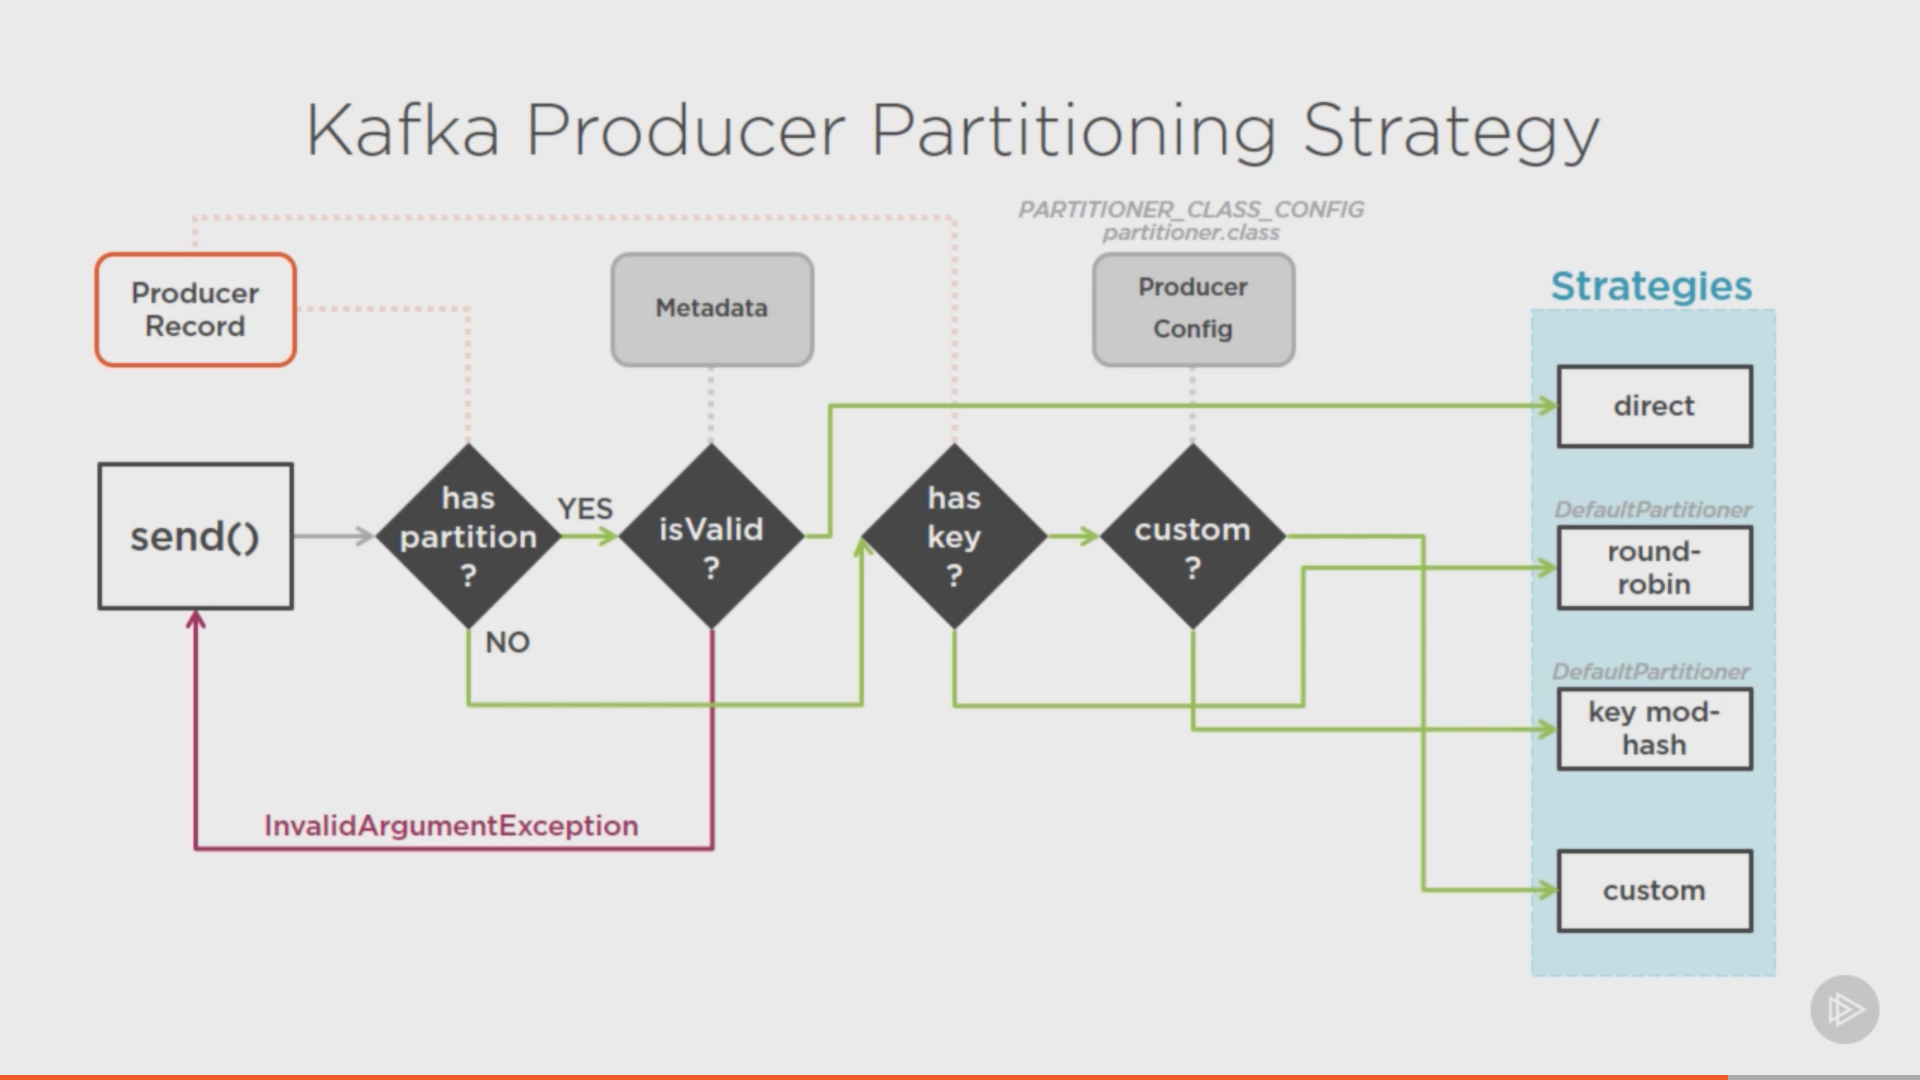 Kafka Producer Partitioning Strategy
PARTITIONER_CLASS_CONFIG
partitioner.class
Producer
Record
Metadata
Producer
Config
Strategies
direct
send()
has
partition
?
YES
NO
isValid
?
has
key
?
custom
?
DefaultPartitioner
round-
robin
DefaultPartitioner
key mod-
hash
InvalidArgumentException
custom